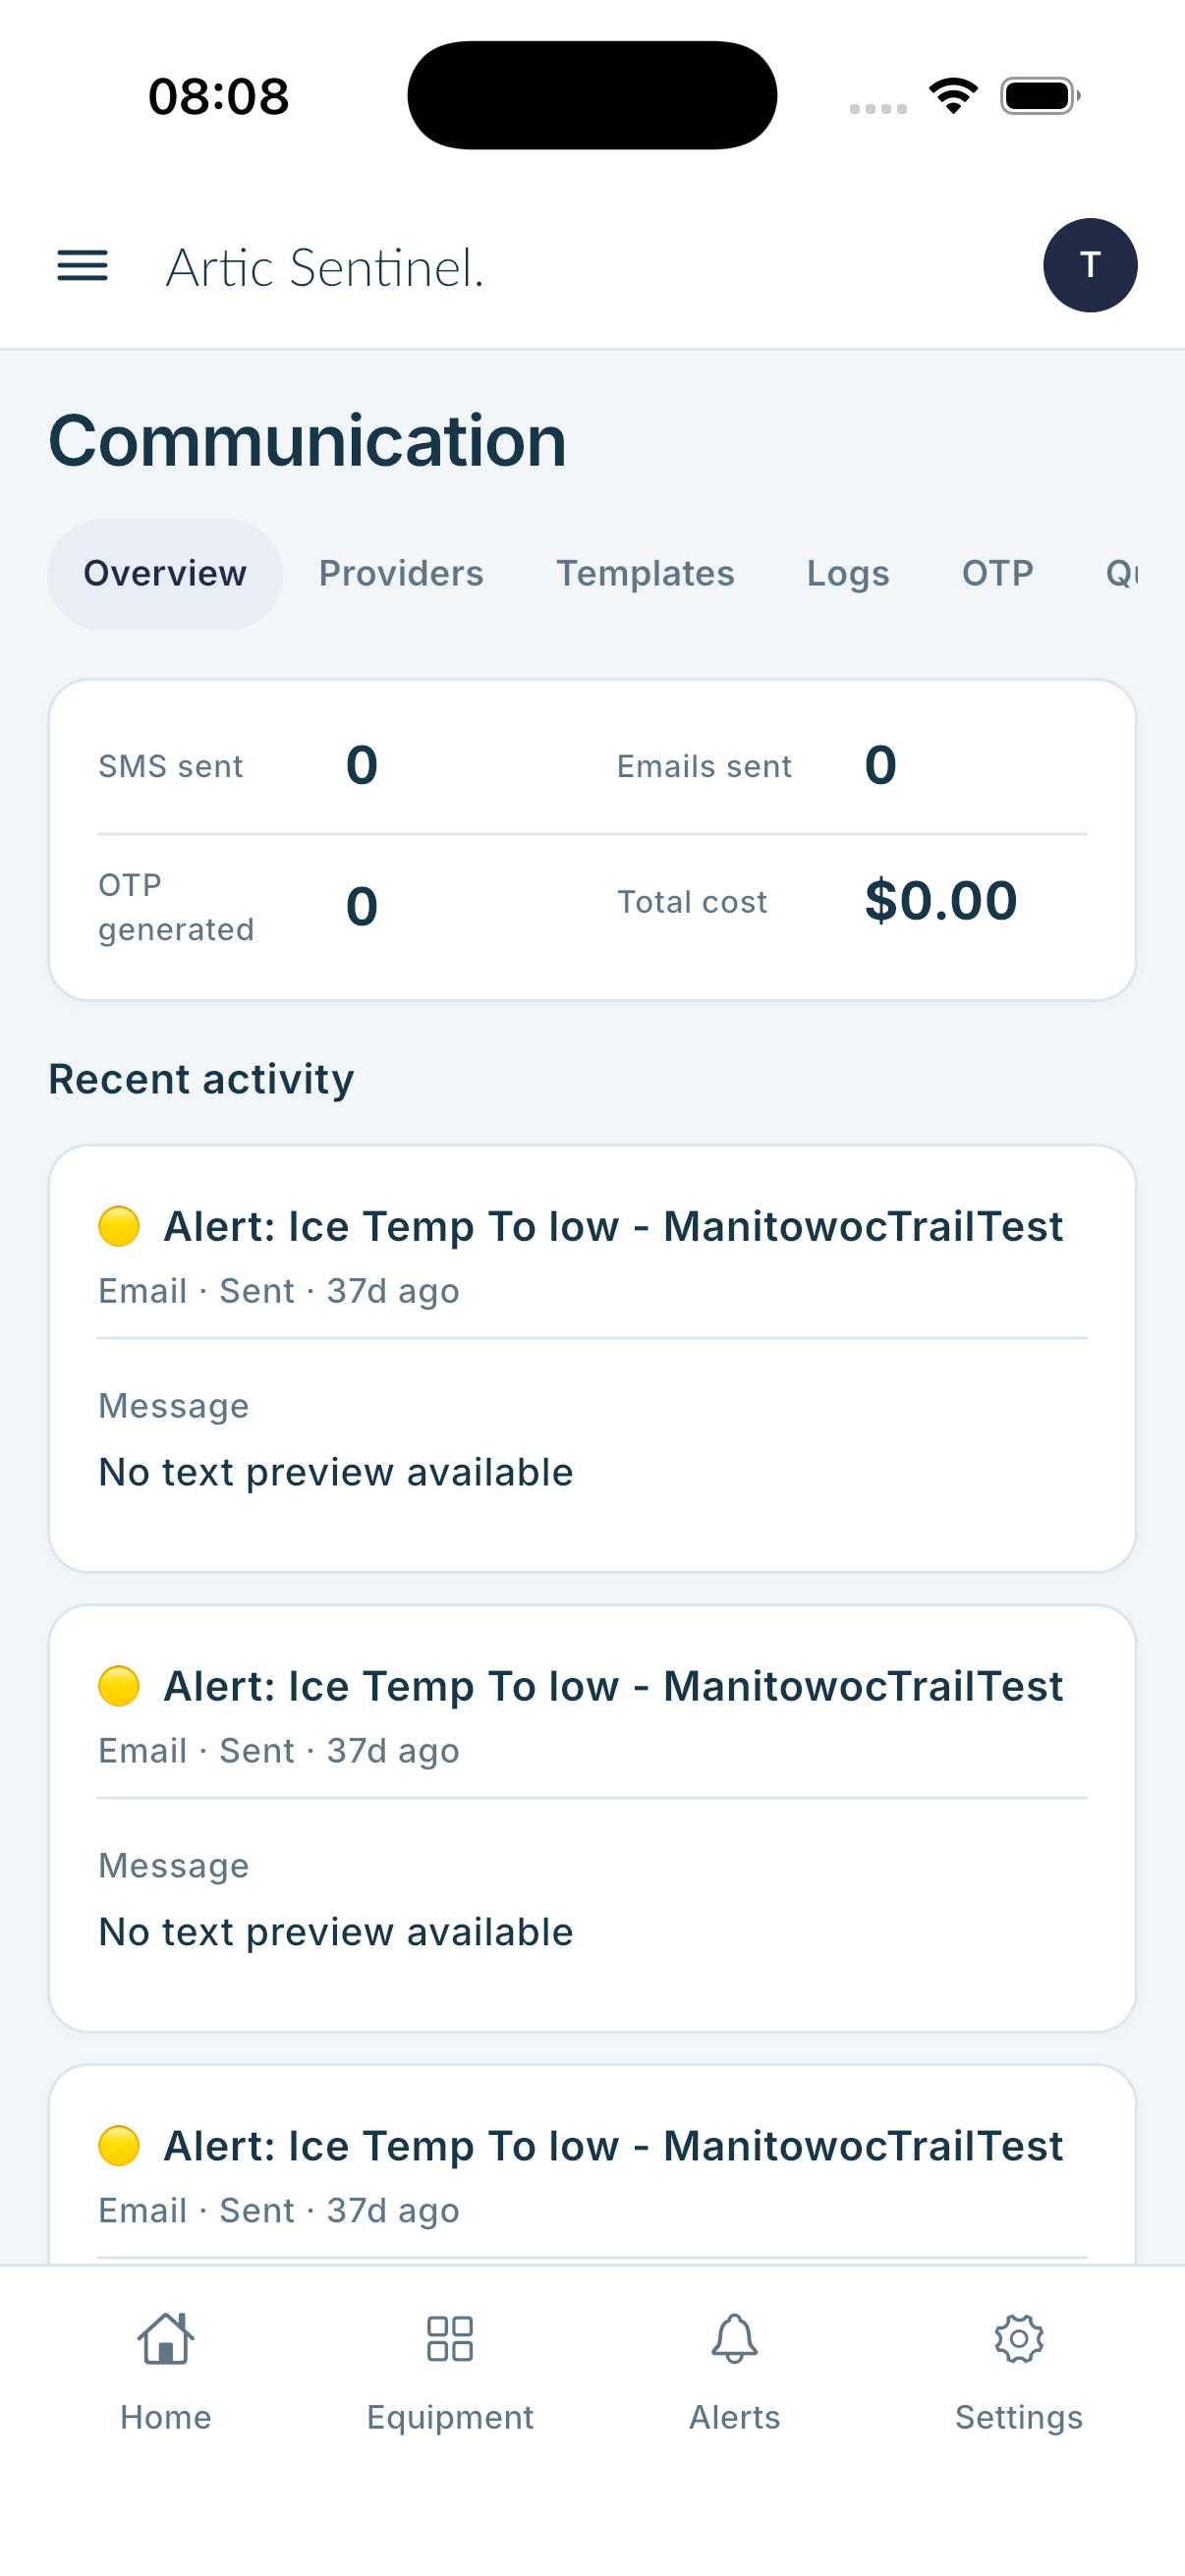 08:08
Artic Sentinel.
T
Communication
Overview Providers Templates Logs OTP
SMS sent 0 Emails sent 0
OTP generated 0 Total cost $0.00
Recent activity
Alert: Ice Temp To low - ManitowocTrailTest
Email · Sent · 37d ago
Message
No text preview available
Alert: Ice Temp To low - ManitowocTrailTest
Email · Sent · 37d ago
Message
No text preview available
Alert: Ice Temp To low - ManitowocTrailTest
Email · Sent · 37d ago
Home Equipment Alerts Settings